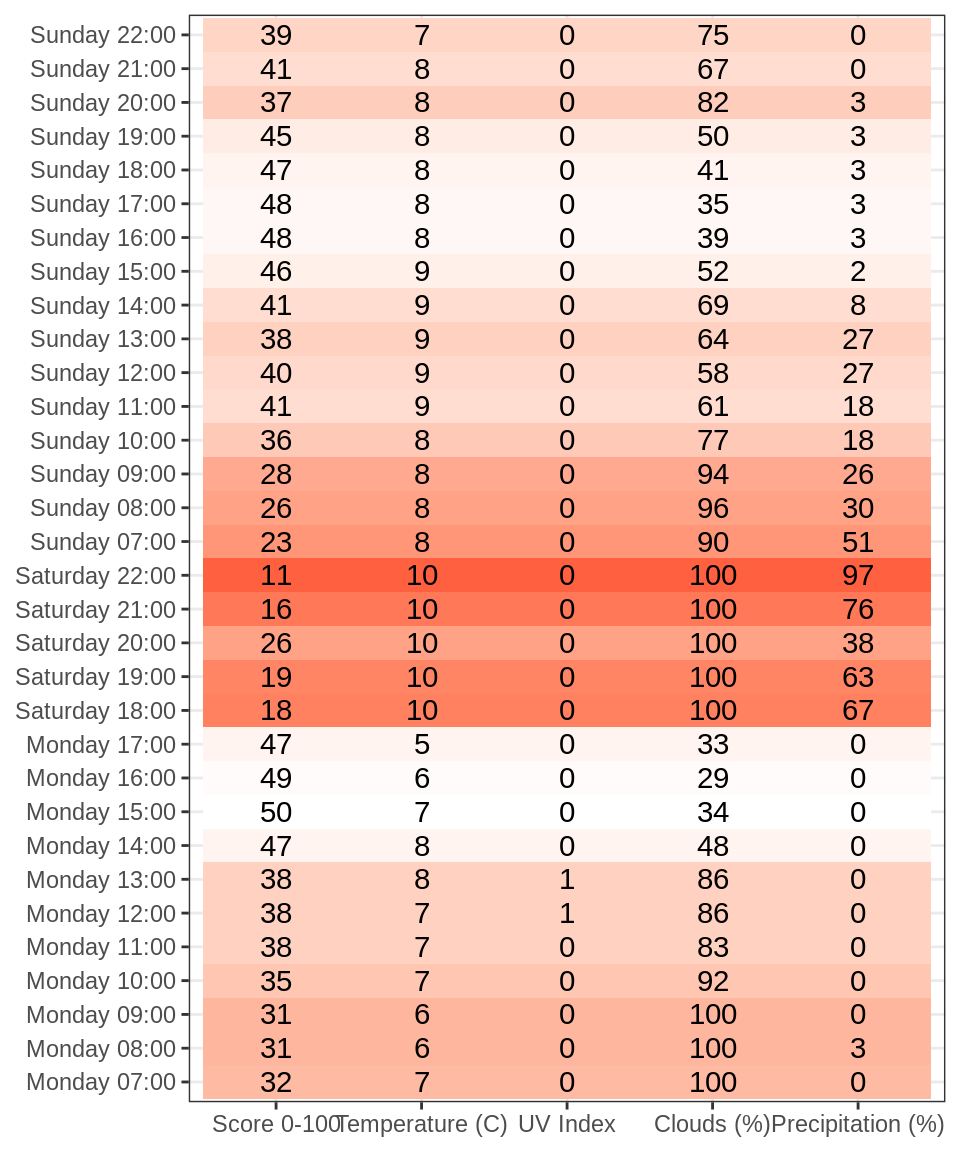 Sunday 22:00 39 7 0 75 0
Sunday 21:00 41 8 0 67 0
Sunday 20:00 37 8 0 82 3
Sunday 19:00 45 8 0 50 3
Sunday 18:00 47 8 0 41 3
Sunday 17:00 48 8 0 35 3
Sunday 16:00 48 8 0 39 3
Sunday 15:00 46 9 0 52 2
Sunday 14:00 41 9 0 69 8
Sunday 13:00 38 9 0 64 27
Sunday 12:00 40 9 0 58 27
Sunday 11:00 41 9 0 61 18
Sunday 10:00 36 8 0 77 18
Sunday 09:00 28 8 0 94 26
Sunday 08:00 26 8 0 96 30
Sunday 07:00 23 8 0 90 51
Saturday 22:00 11 10 0 100 97
Saturday 21:00 16 10 0 100 76
Saturday 20:00 26 10 0 100 38
Saturday 19:00 19 10 0 100 63
Saturday 18:00 18 10 0 100 67
Monday 17:00 47 5 0 33 0
Monday 16:00 49 6 0 29 0
Monday 15:00 50 7 0 34 0
Monday 14:00 47 8 0 48 0
Monday 13:00 38 8 1 86 0
Monday 12:00 38 7 1 86 0
Monday 11:00 38 7 0 83 0
Monday 10:00 35 7 0 92 0
Monday 09:00 31 6 0 100 0
Monday 08:00 31 6 0 100 3
Monday 07:00 32 7 0 100 0
Score 0-100 Temperature (C) UV Index Clouds (%) Precipitation (%)